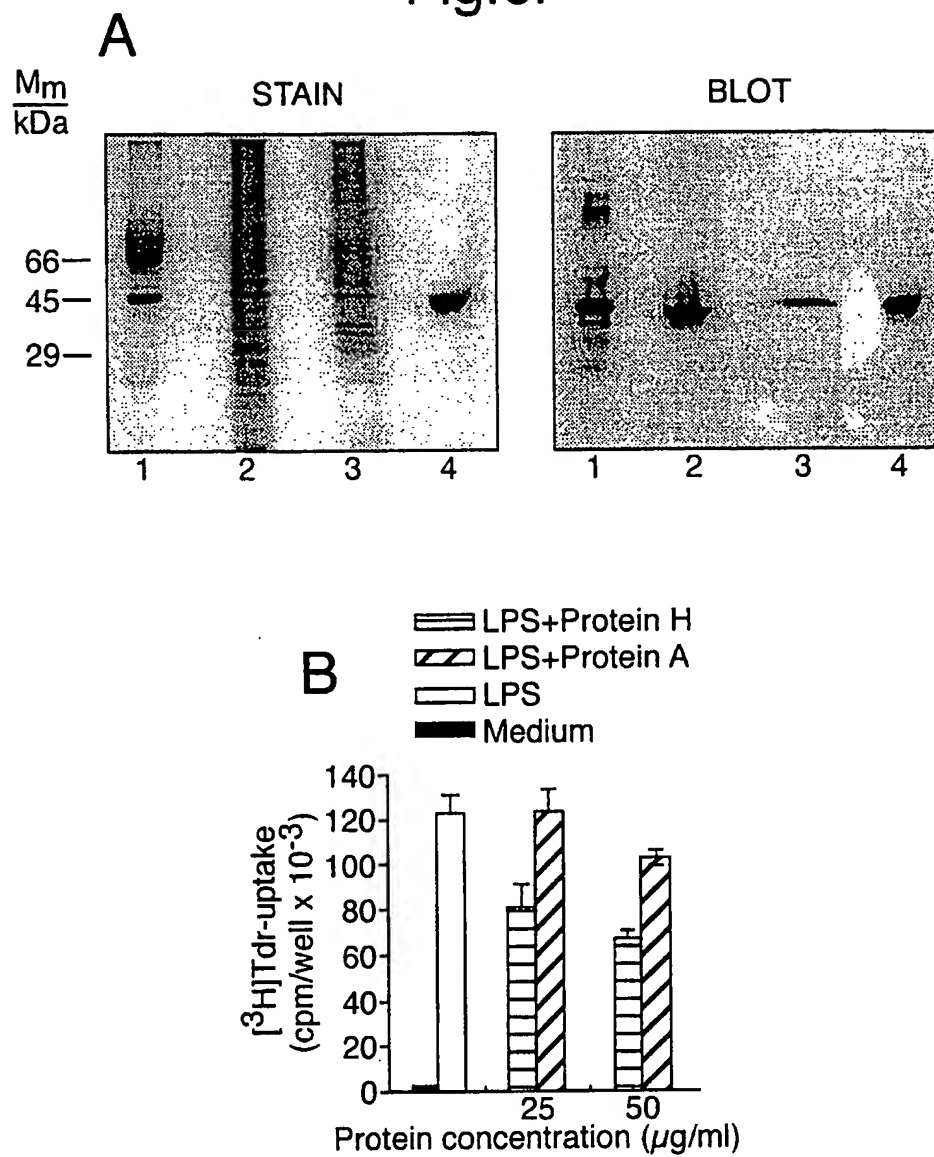 A
Mm
kDa
STAIN
BLOT
66
45
29
1 2 3 4
1 2 3 4
B
LPS+Protein H
LPS+Protein A
LPS
Medium
[³H]Tdr-uptake
(cpm/well x 10⁻³)
140
120
100
80
60
40
20
0
25 50
Protein concentration (µg/ml)